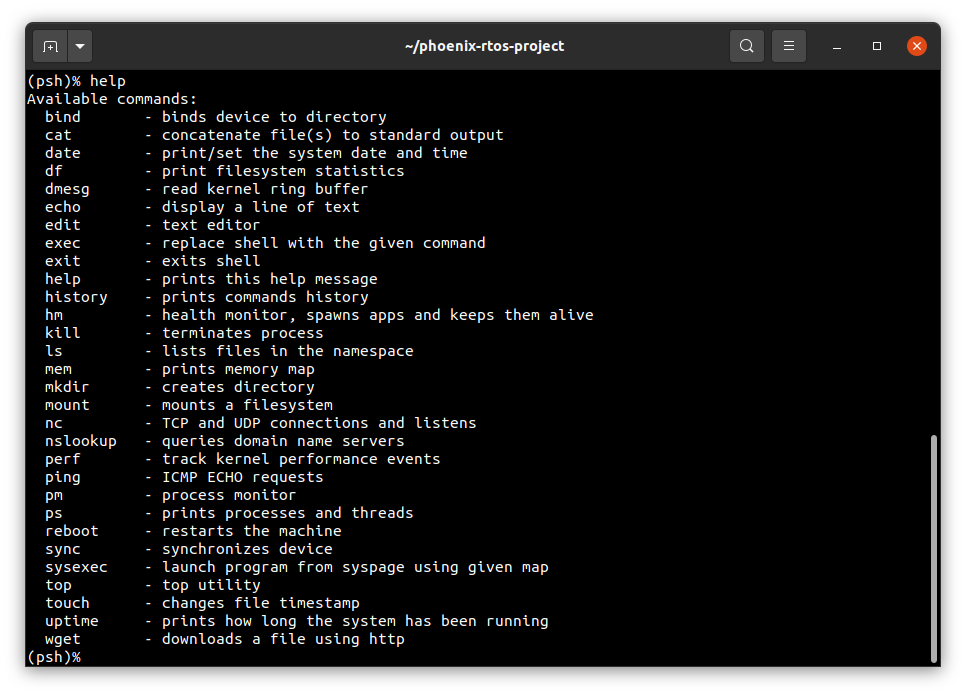 ~/phoenix-rtos-project
(psh)% help
Available commands:
  bind       - binds device to directory
  cat        - concatenate file(s) to standard output
  date       - print/set the system date and time
  df         - print filesystem statistics
  dmesg      - read kernel ring buffer
  echo       - display a line of text
  edit       - text editor
  exec       - replace shell with the given command
  exit       - exits shell
  help       - prints this help message
  history    - prints commands history
  hm         - health monitor, spawns apps and keeps them alive
  kill       - terminates process
  ls         - lists files in the namespace
  mem        - prints memory map
  mkdir      - creates directory
  mount      - mounts a filesystem
  nc         - TCP and UDP connections and listens
  nslookup   - queries domain name servers
  perf       - track kernel performance events
  ping       - ICMP ECHO requests
  pm         - process monitor
  ps         - prints processes and threads
  reboot     - restarts the machine
  sync       - synchronizes device
  sysexec    - launch program from syspage using given map
  top        - top utility
  touch      - changes file timestamp
  uptime     - prints how long the system has been running
  wget       - downloads a file using http
(psh)%